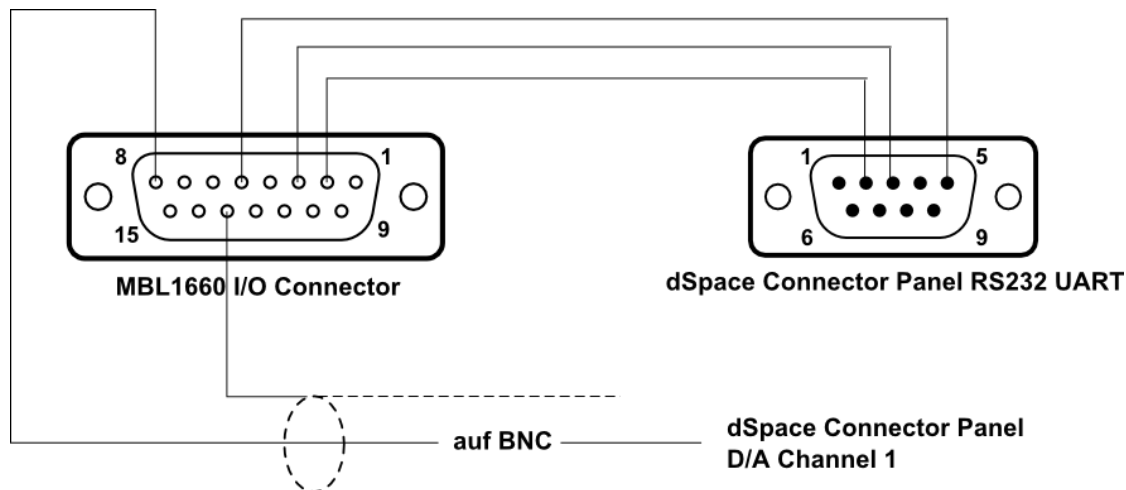 8
1
1
5
15
9
6
9
MBL1660 I/O Connector
dSpace Connector Panel RS232 UART
auf BNC
dSpace Connector Panel
D/A Channel 1